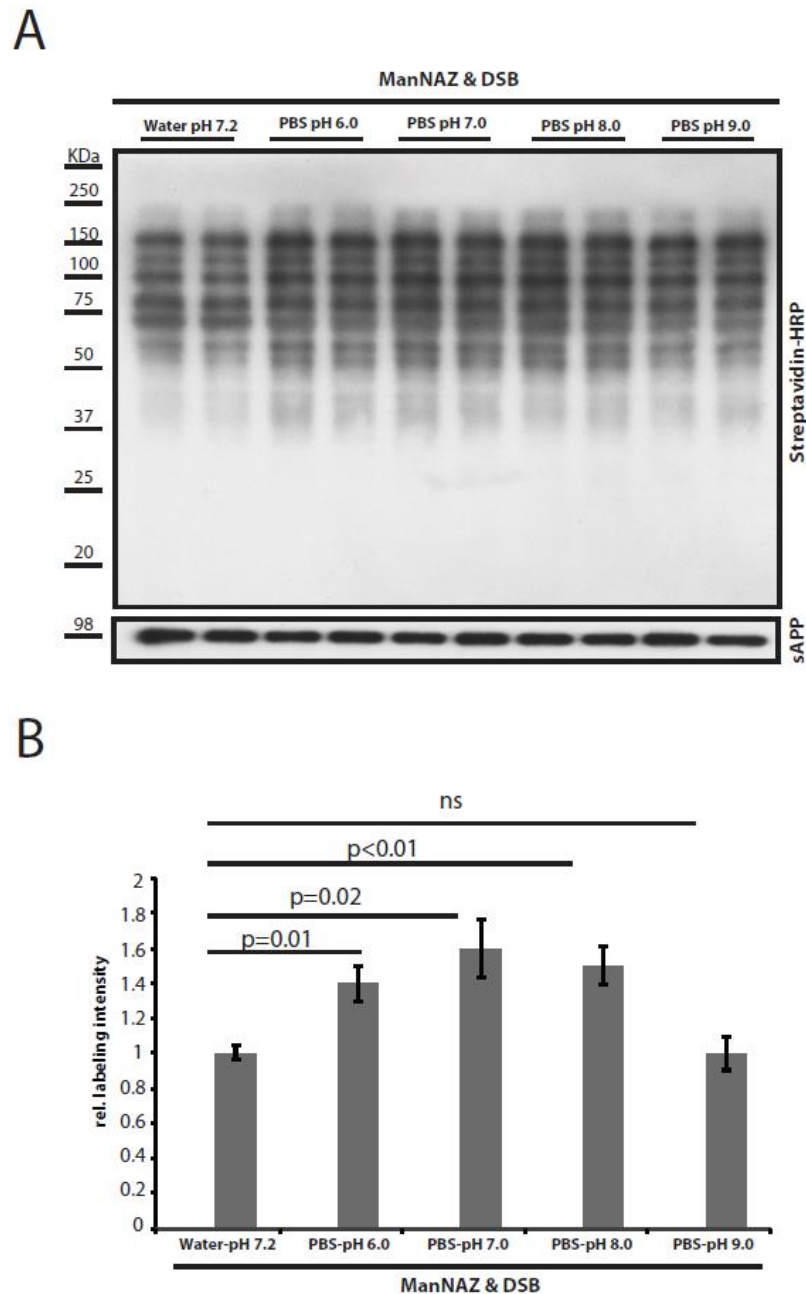 A
ManNAZ & DSB
Water pH 7.2 PBS pH 6.0 PBS pH 7.0 PBS pH 8.0 PBS pH 9.0
KDa
250
150
100
75
50
37
25
20
Streptavidin-HRP
98
sAPP
B
ns
p<0.01
p=0.02
p=0.01
2
1.8
1.6
1.4
1.2
1
0.8
0.6
0.4
0.2
0
rel. labeling intensity
Water-pH 7.2 PBS-pH 6.0 PBS-pH 7.0 PBS-pH 8.0 PBS-pH 9.0
ManNAZ & DSB